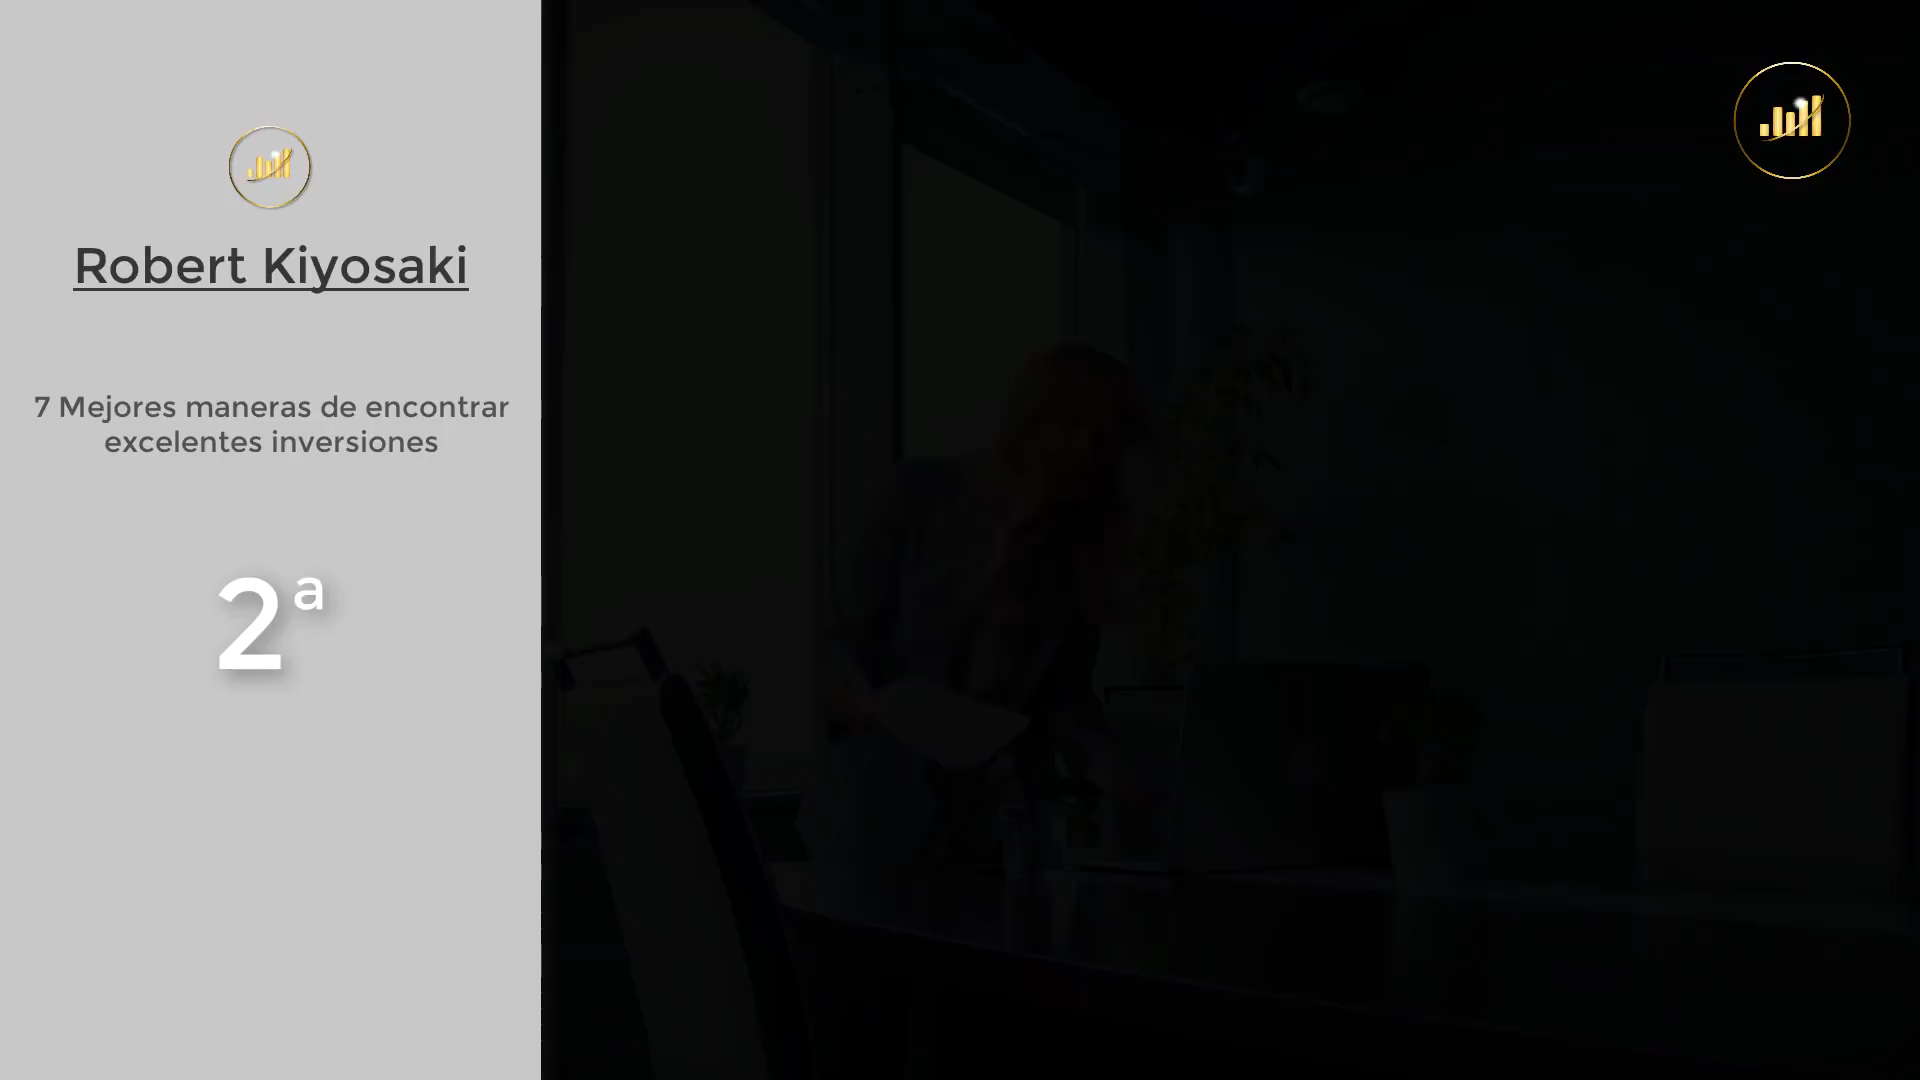 Robert Kiyosaki
7 Mejores maneras de encontrar
excelentes inversiones
2ª